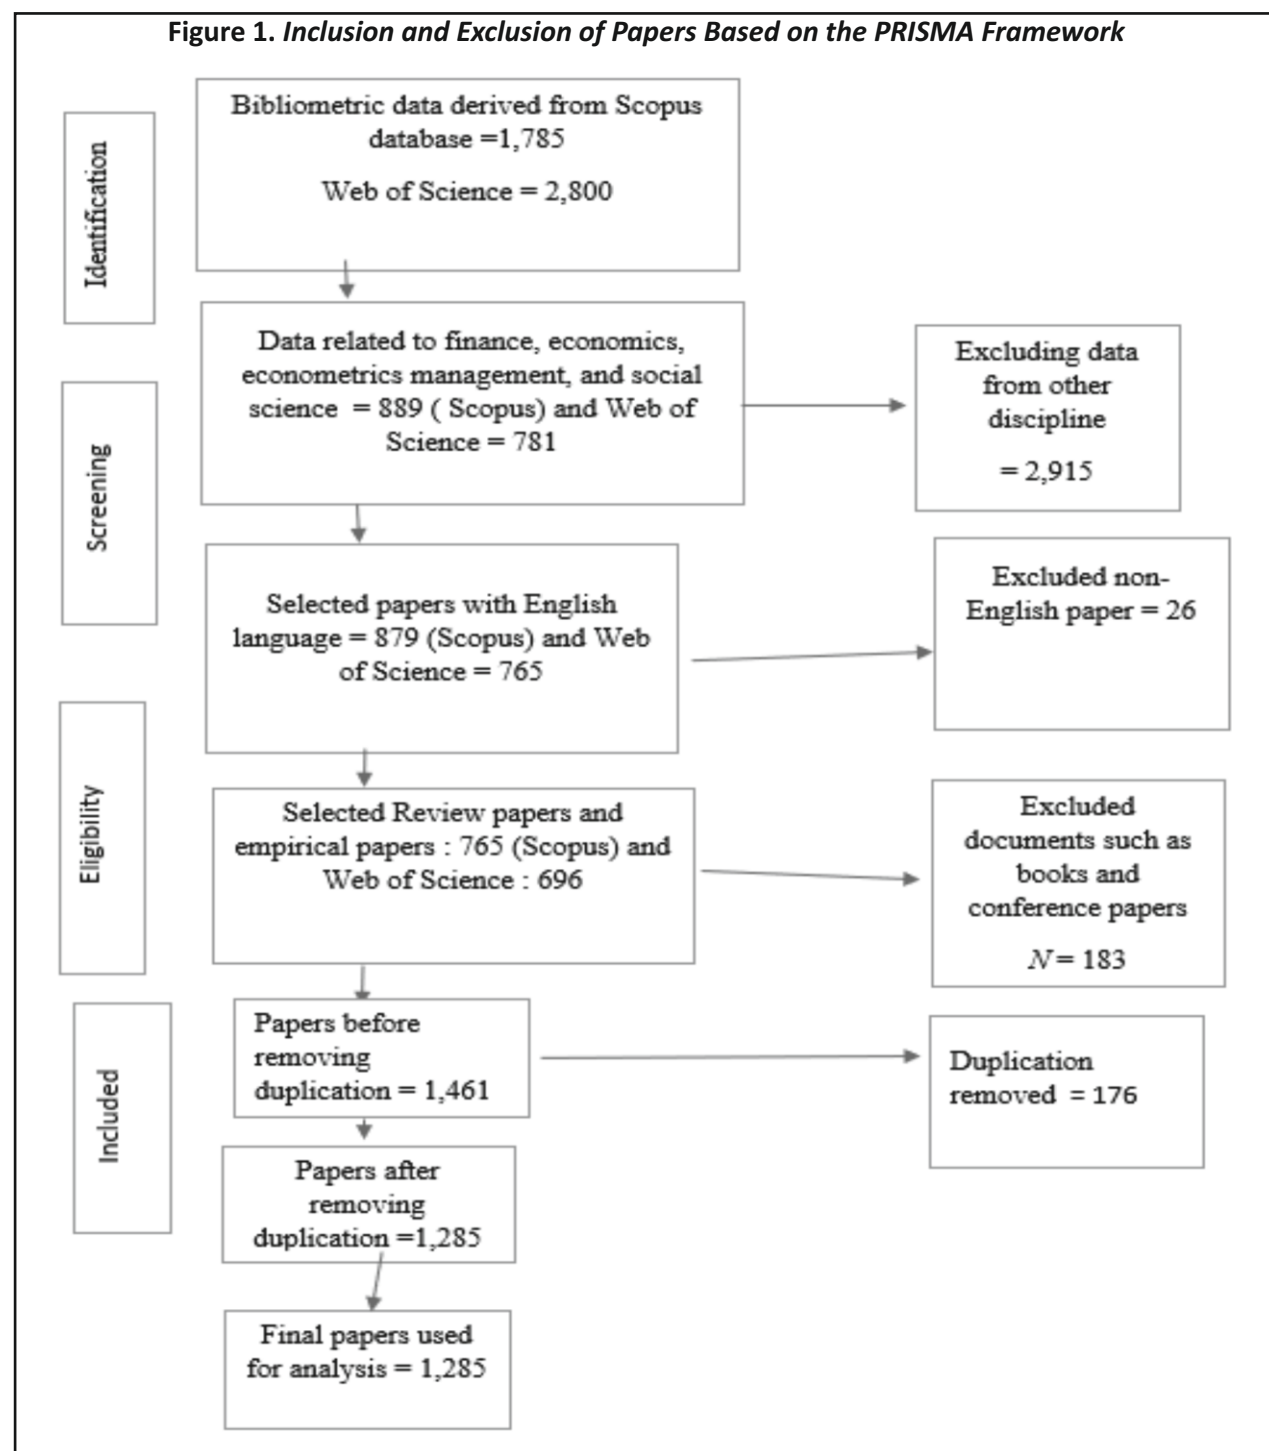 Figure 1. Inclusion and Exclusion of Papers Based on the PRISMA Framework
Identification
Bibliometric data derived from Scopus
database =1,785
Web of Science = 2,800
Data related to finance, economics,
econometrics management, and social
science = 889 ( Scopus) and Web of
Science = 781
Excluding data
from other
discipline
= 2,915
Screening
Selected papers with English
language = 879 (Scopus) and Web
of Science = 765
Excluded non-
English paper = 26
Eligibility
Selected Review papers and
empirical papers : 765 (Scopus) and
Web of Science : 696
Excluded
documents such as
books and
conference papers
N = 183
Included
Papers before
removing
duplication = 1,461
Duplication
removed = 176
Papers after
removing
duplication =1,285
Final papers used
for analysis = 1,285